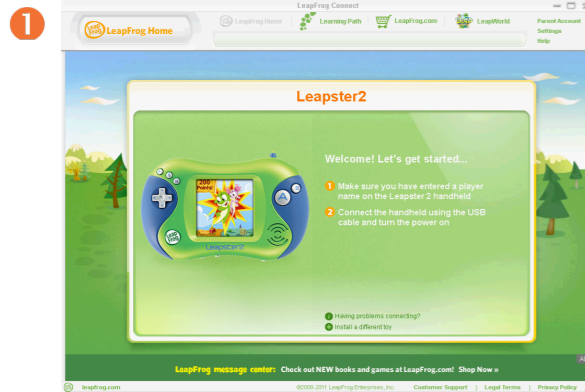 1
LeapFrog Connect
LeapFrog Home
LeapFrog Home
Learning Path
LeapFrog.com
LeapWorld
Parent Account
Settings
Help
Leapster2
200
Points!
A
LeapFrog
Leapster2
Welcome! Let's get started...
1 Make sure you have entered a player
name on the Leapster 2 handheld
2 Connect the handheld using the USB
cable and turn the power on
Having problems connecting?
Install a different toy
LeapFrog message center: Check out NEW books and games at LeapFrog.com! Shop Now »
leapfrog.com
©2009-2011 LeapFrog Enterprises, Inc.
Customer Support | Legal Terms | Privacy Policy